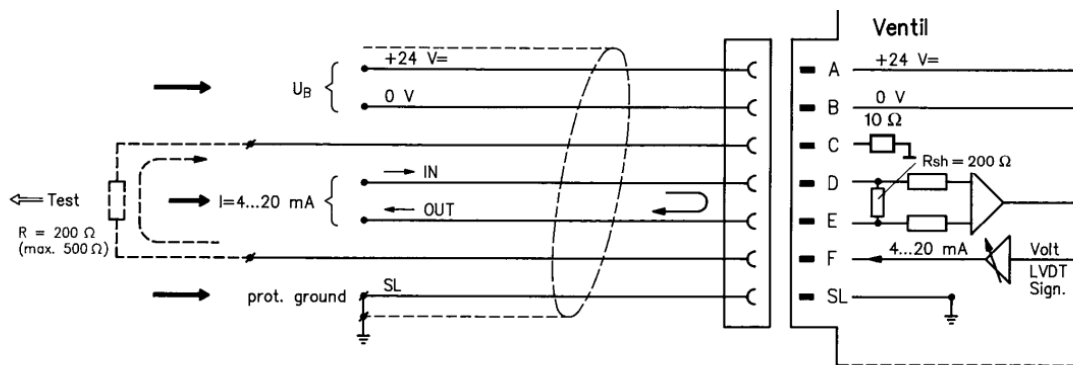 Ventil
+24 V=
A
+24 V=
U_B
0 V
B
0 V
10 Ω
C
Rsh = 200 Ω
IN
D
Test
I=4...20 mA
OUT
E
R = 200 Ω
(max. 500 Ω)
F
4...20 mA
Volt
LVDT
Sign.
prot. ground
SL
SL